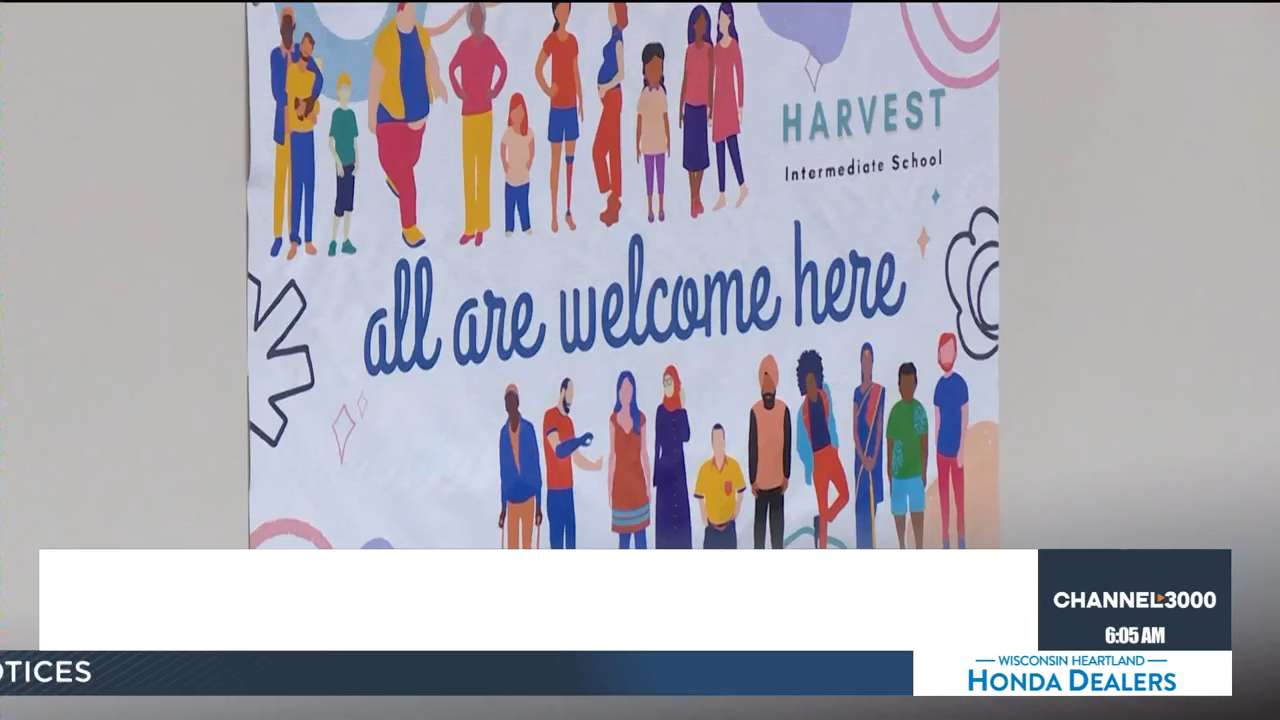 HARVEST
Intermediate School
all are welcome here
CHANNEL3000
6:05 AM
OTICES
WISCONSIN HEARTLAND
HONDA DEALERS